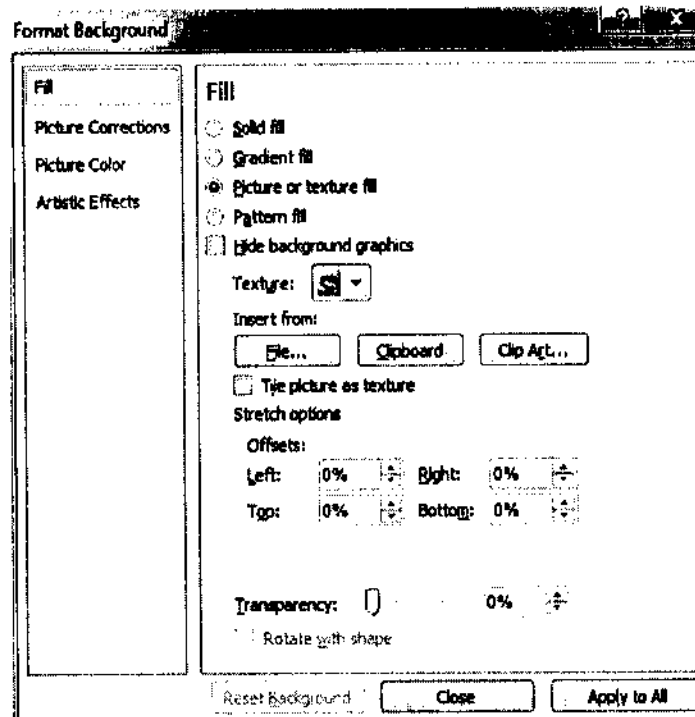 Format Background
?
X
Fill
Picture Corrections
Picture Color
Artistic Effects
Fill
Solid fill
Gradient fill
Picture or texture fill
Pattern fill
Hide background graphics
Texture:
Insert from:
File... Clipboard Clip Art...
Tile picture as texture
Stretch options
Offsets:
Left: 0% Right: 0%
Top: 0% Bottom: 0%
Transparency: 0%
Rotate with shape
Reset Background Close Apply to All